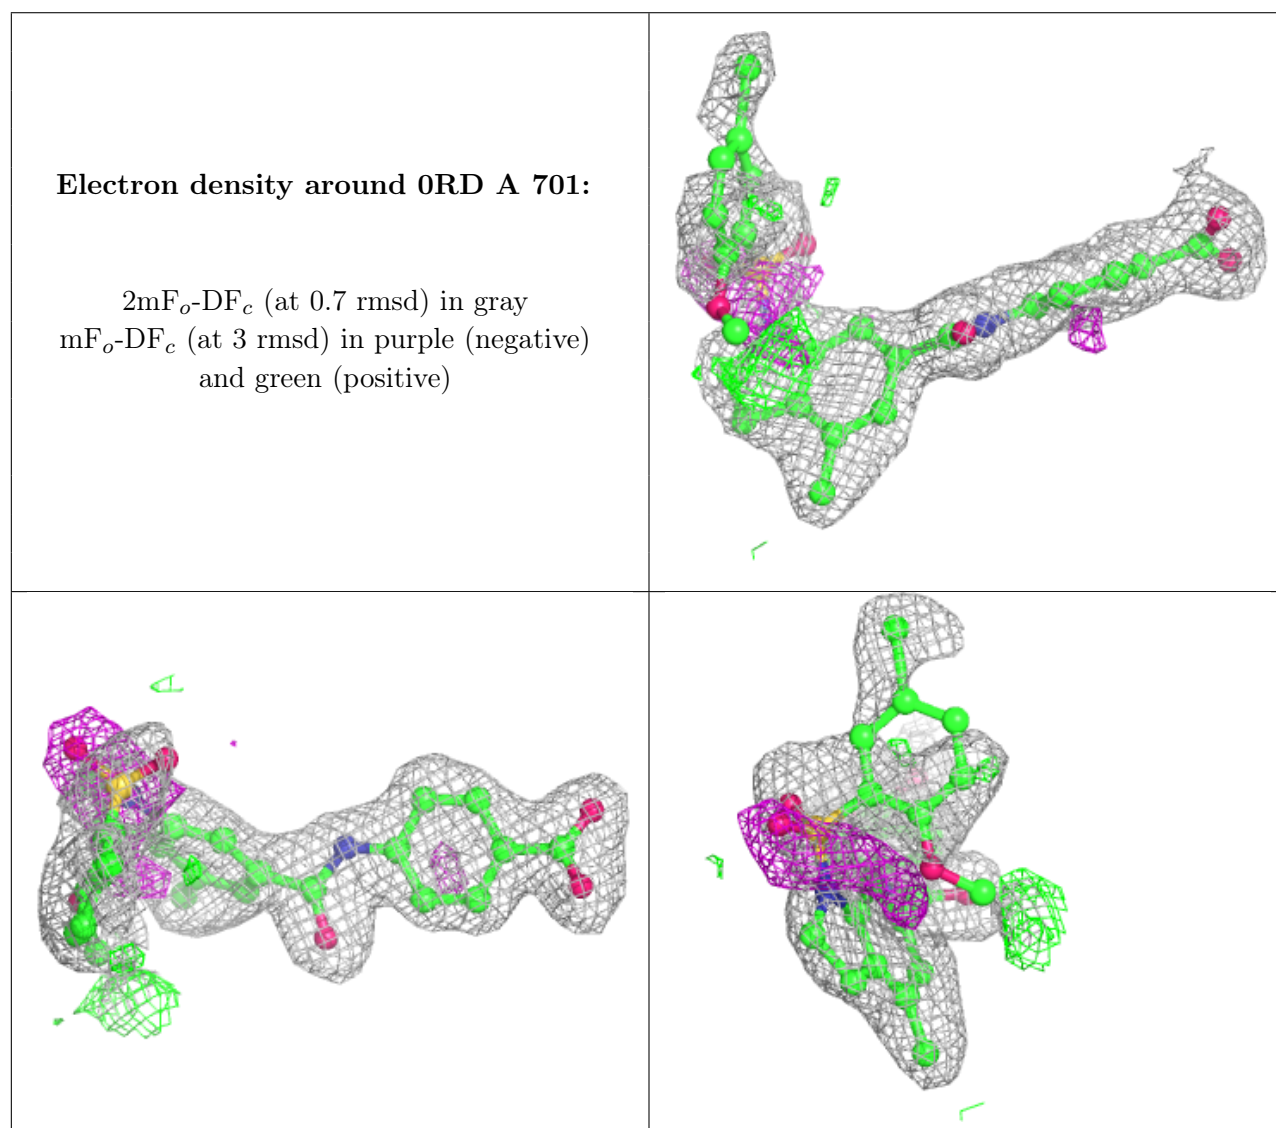 Electron density around 0RD A 701:
2mFo-DFc (at 0.7 rmsd) in gray
mFo-DFc (at 3 rmsd) in purple (negative)
and green (positive)